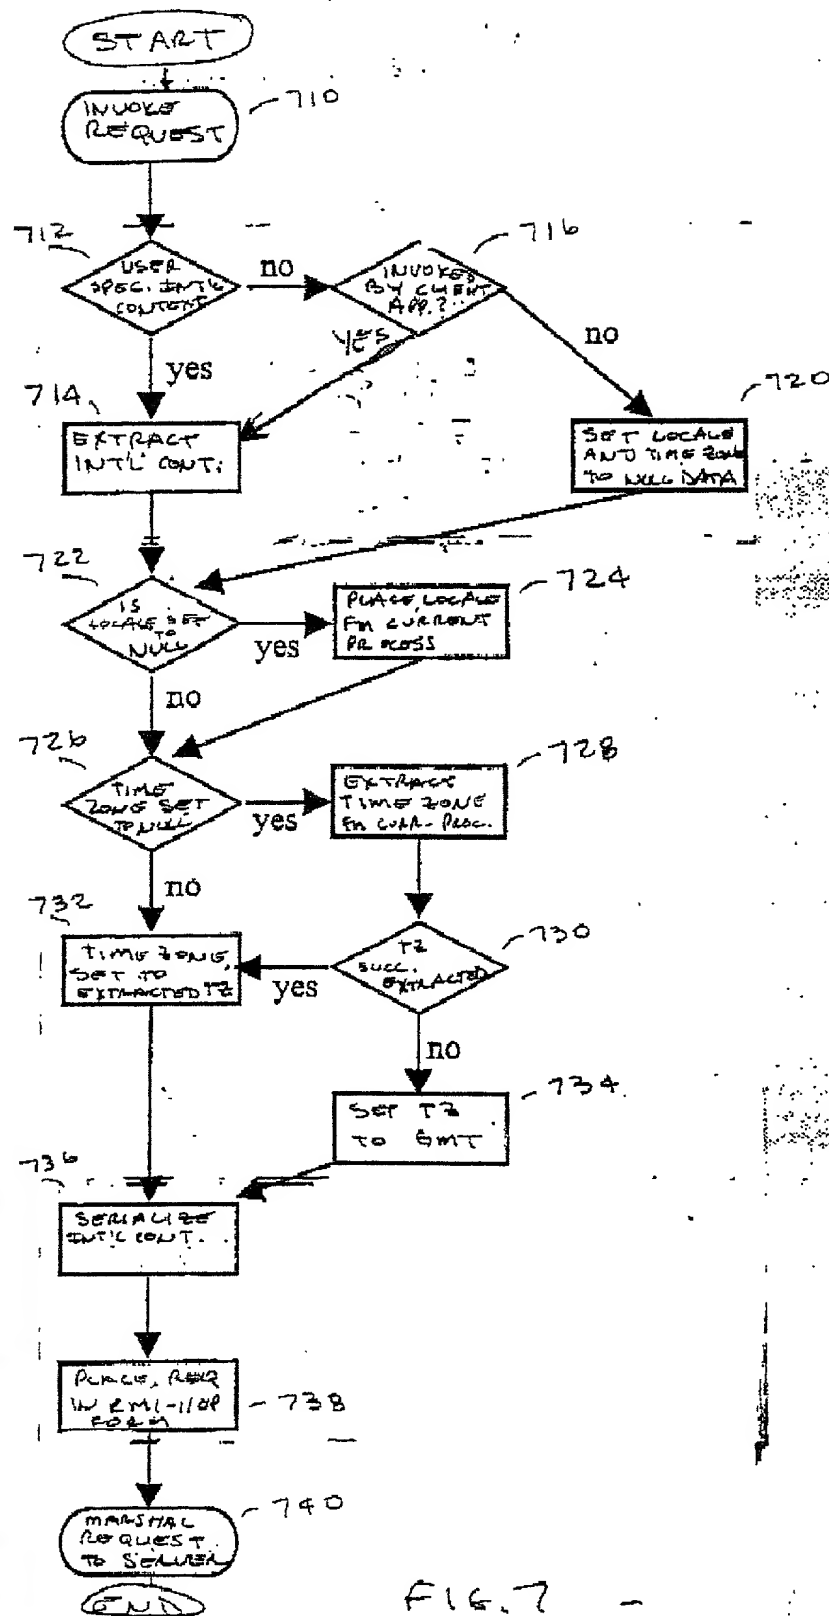 START
INVOKE
REQUEST
710
712
USER
SPEC. INT'L
CONTENT
no
716
INVOKED
BY CLIENT
APP.?
YES
no
yes
714
EXTRACT
INT'L CONT.
720
SET LOCALE
AND TIME ZONE
TO NULL DATA
722
IS
LOCALE SET
TO
NULL
yes
724
PLACE LOCALE
FM CURRENT
PROCESS
no
726
TIME
ZONE SET
TO NULL
yes
728
EXTRACT
TIME ZONE
FM CURR. PROC.
no
732
TIME ZONE
SET TO
EXTRACTED TZ
yes
730
TZ
SUCC.
EXTRACTED
no
734
SET TZ
TO GMT
736
SERIALIZE
INT'L CONT.
PLACE, REQ
IN RMI-IIOP
FORM
738
MARSHAL
REQUEST
TO SERVER
740
END
FIG. 7